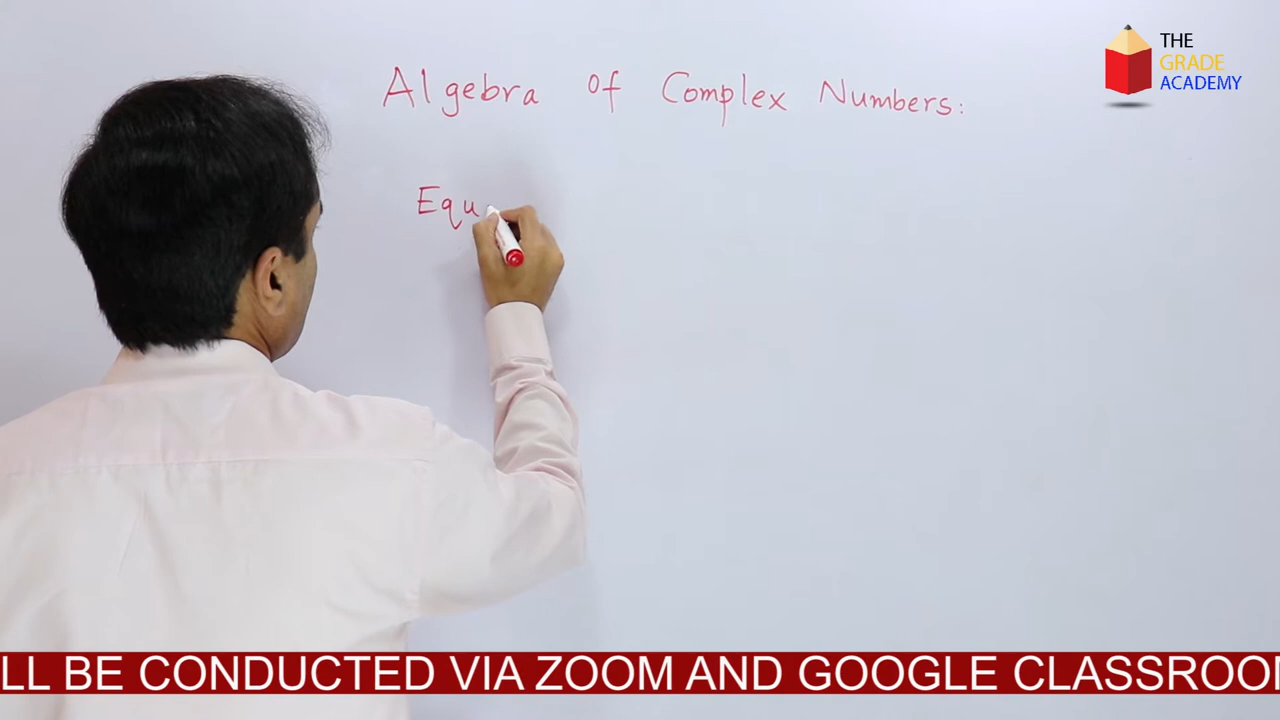 Algebra of Complex Numbers:
THE
GRADE
ACADEMY
Equ
LL BE CONDUCTED VIA ZOOM AND GOOGLE CLASSROO